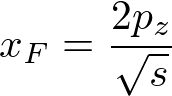 x_F = \frac{2p_z}{\sqrt{s}}